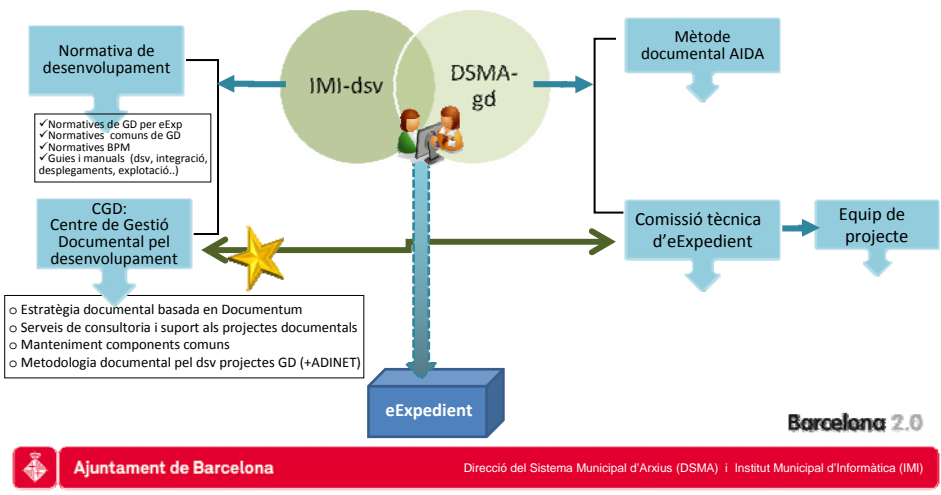 Normativa de
desenvolupament
✓Normatives de GD per eExp
✓Normatives comuns de GD
✓Normatives BPM
✓Guies i manuals (dsv, integració,
desplegaments, explotació..)
CGD:
Centre de Gestió
Documental pel
desenvolupament
o Estratègia documental basada en Documentum
o Serveis de consultoria i suport als projectes documentals
o Manteniment components comuns
o Metodologia documental pel dsv projectes GD (+ADINET)
IMI-dsv
DSMA-
gd
Mètode
documental AIDA
Comissió tècnica
d'eExpedient
Equip de
projecte
eExpedient
Barcelona 2.0
Ajuntament de Barcelona
Direcció del Sistema Municipal d'Arxius (DSMA) i Institut Municipal d'Informàtica (IMI)